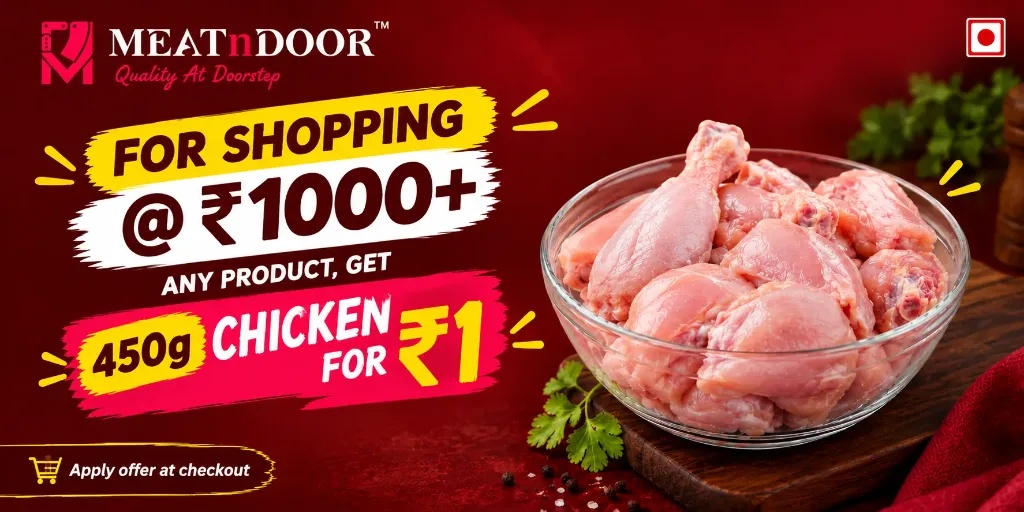 MEATnDOOR™
Quality At Doorstep
FOR SHOPPING
@ ₹1000+
ANY PRODUCT, GET
450g CHICKEN
FOR ₹1
Apply offer at checkout